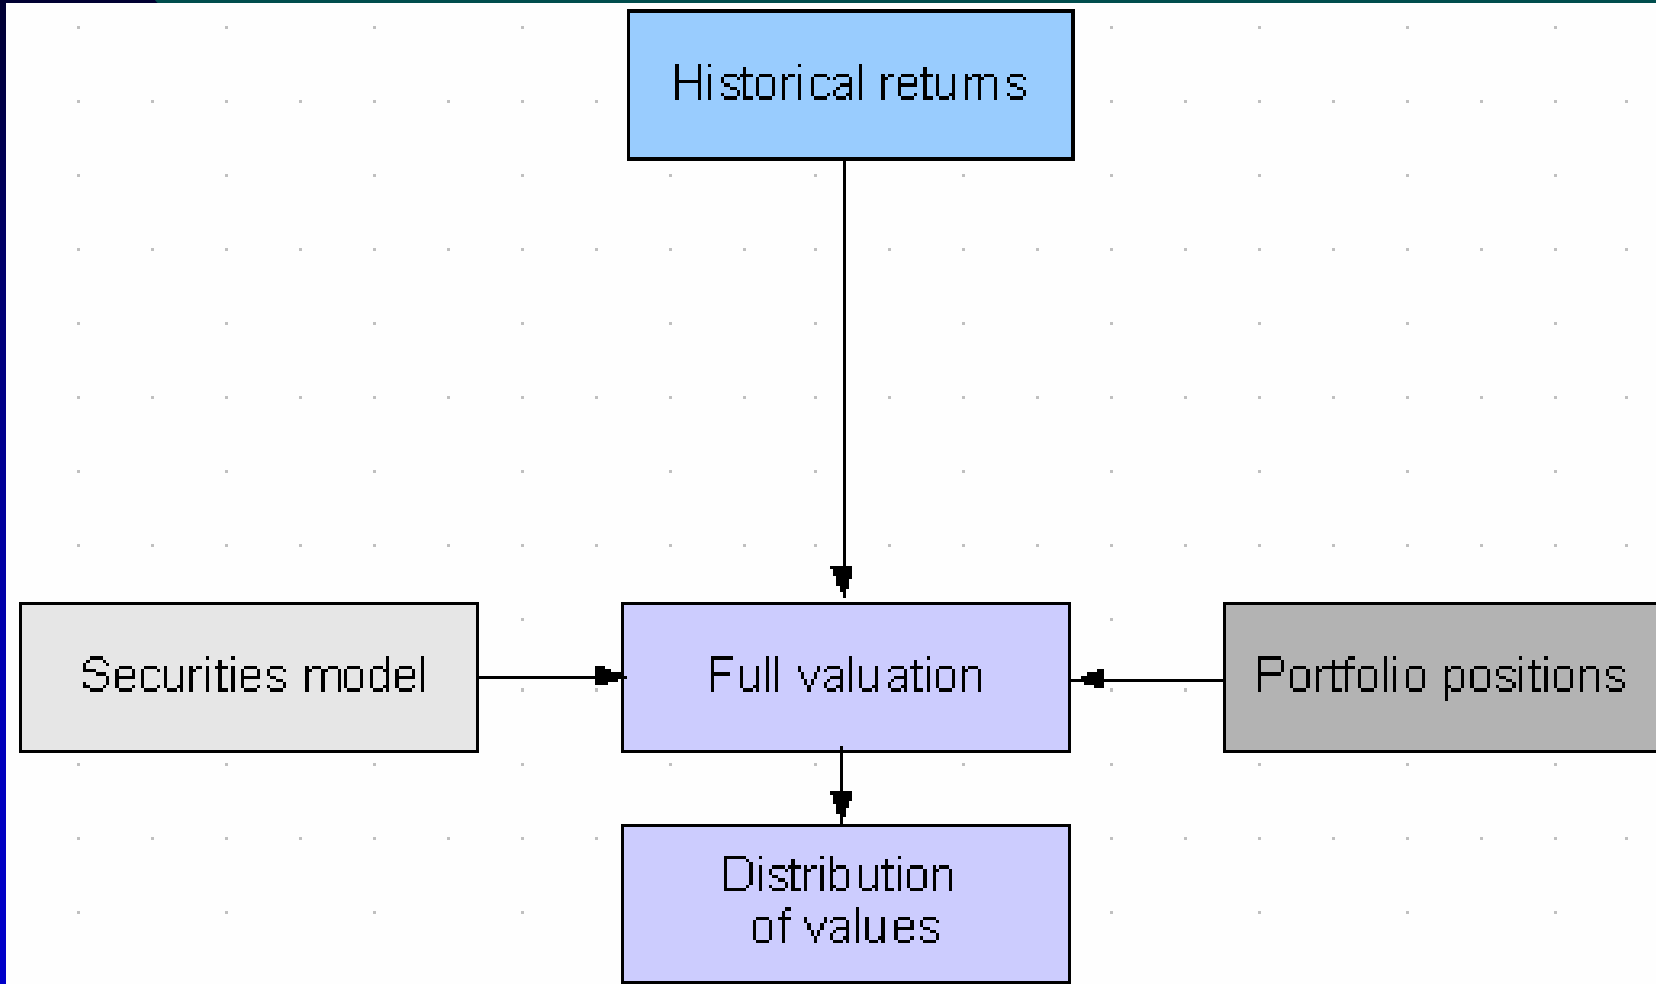 Historical returns
Securities model
Full valuation
Portfolio positions
Distribution
of values